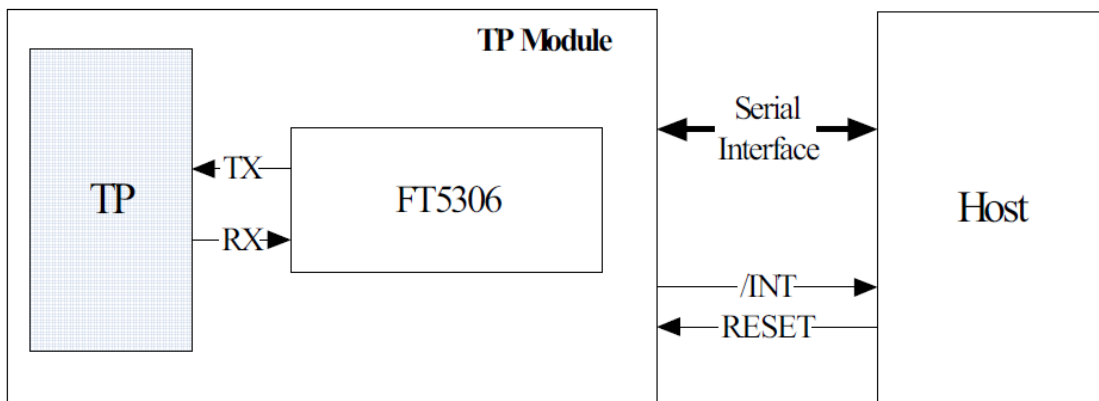 TP Module
TP
TX
RX
FT5306
Serial
Interface
/INT
RESET
Host